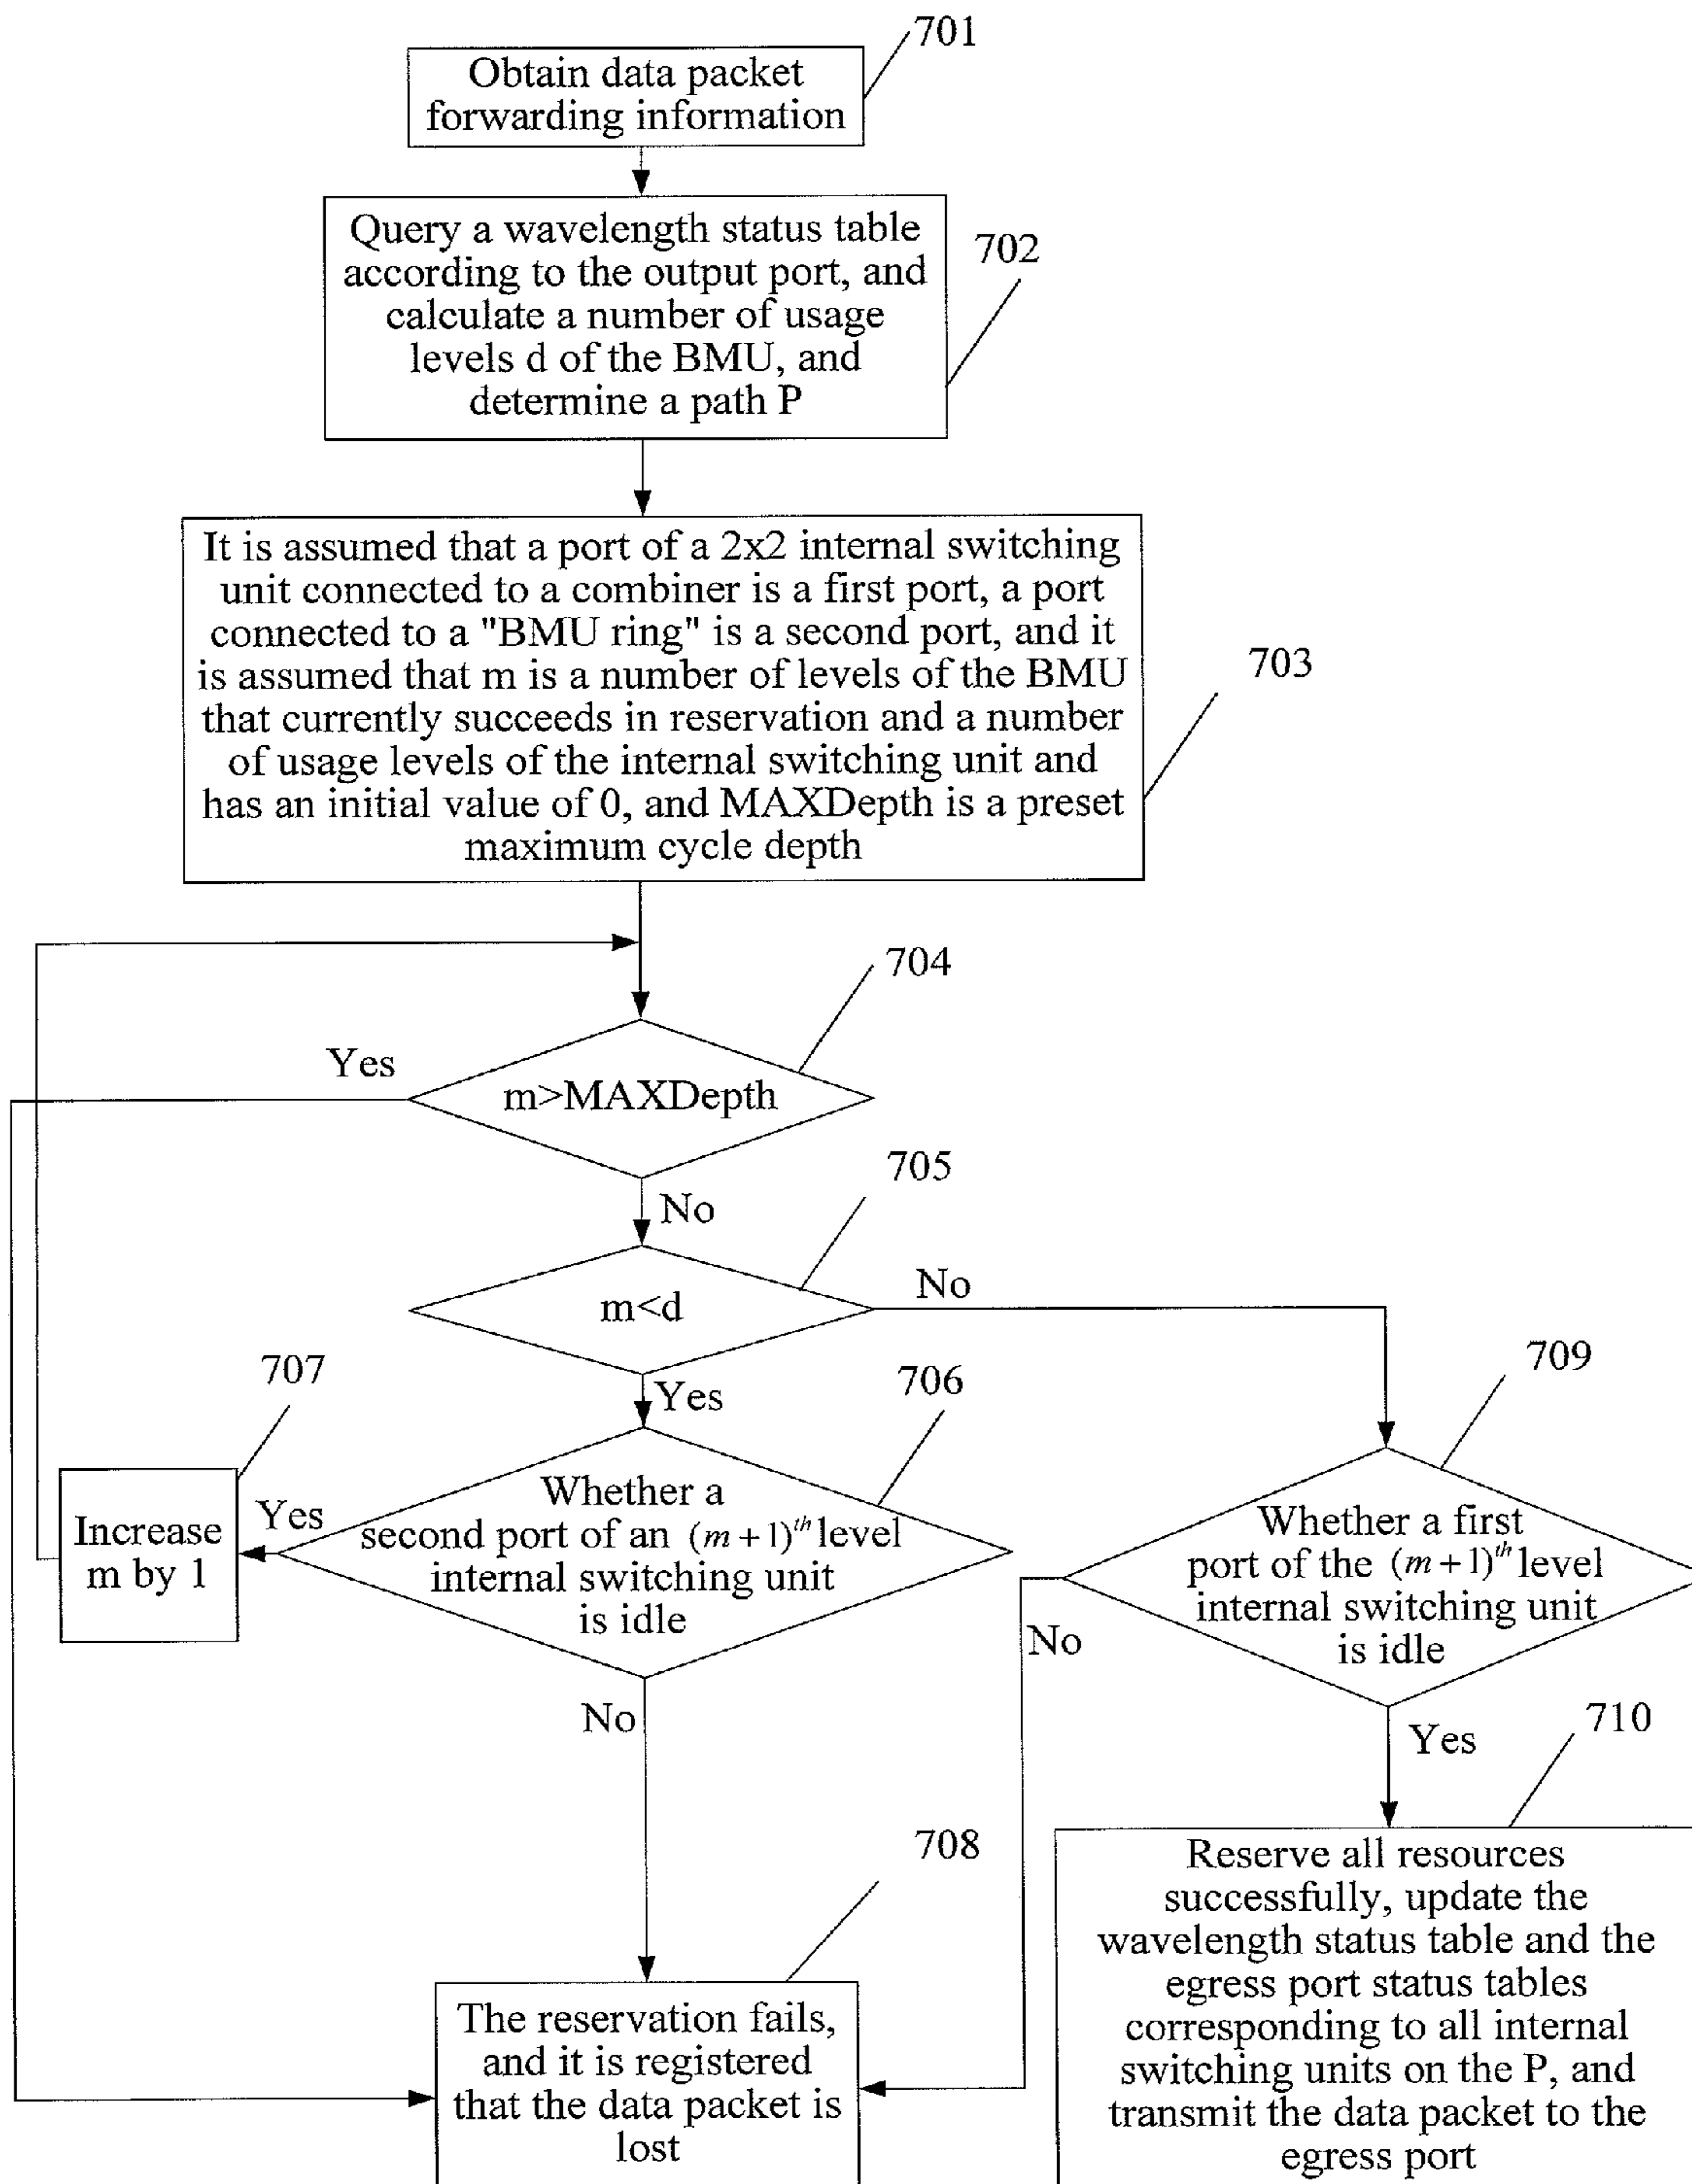 701
Obtain data packet
forwarding information
702
Query a wavelength status table
according to the output port, and
calculate a number of usage
levels d of the BMU, and
determine a path P
703
It is assumed that a port of a 2x2 internal switching
unit connected to a combiner is a first port, a port
connected to a "BMU ring" is a second port, and it
is assumed that m is a number of levels of the BMU
that currently succeeds in reservation and a number
of usage levels of the internal switching unit and
has an initial value of 0, and MAXDepth is a preset
maximum cycle depth
704
Yes
m>MAXDepth
No
705
m<d
No
Yes
706
707
Increase
m by 1
Yes
Whether a
second port of an (m + 1)th level
internal switching unit
is idle
No
709
Whether a first
port of the (m + 1)th level
internal switching unit
is idle
No
Yes
708
The reservation fails,
and it is registered
that the data packet is
lost
710
Reserve all resources
successfully, update the
wavelength status table and the
egress port status tables
corresponding to all internal
switching units on the P, and
transmit the data packet to the
egress port